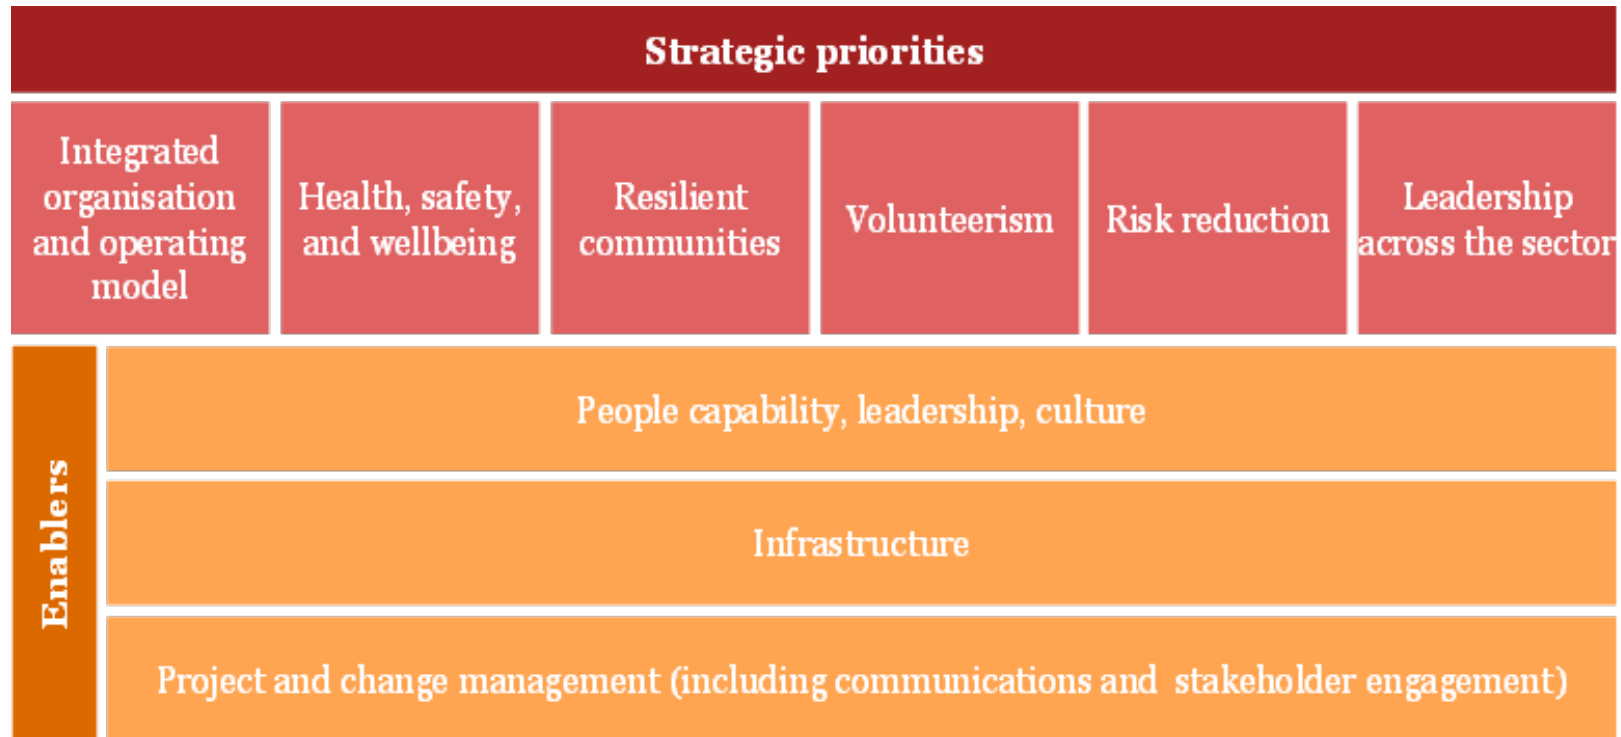 Strategic priorities
Integrated
organisation
and operating
model
Health, safety,
and wellbeing
Resilient
communities
Volunteerism
Risk reduction
Leadership
across the sector
Enablers
People capability, leadership, culture
Infrastructure
Project and change management (including communications and stakeholder engagement)